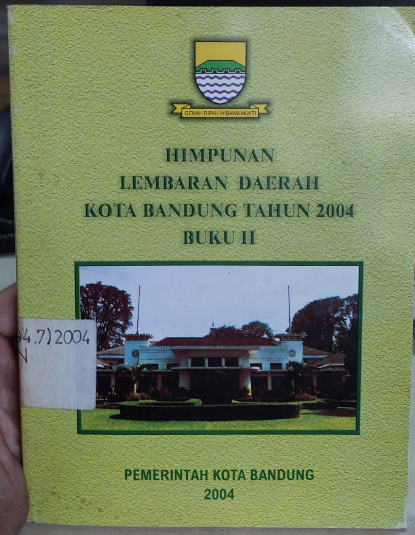 GEMAH RIPAH WIBAWA MUKTI
HIMPUNAN
LEMBARAN DAERAH
KOTA BANDUNG TAHUN 2004
BUKU II
4.7)2004
N
PEMERINTAH KOTA BANDUNG
2004